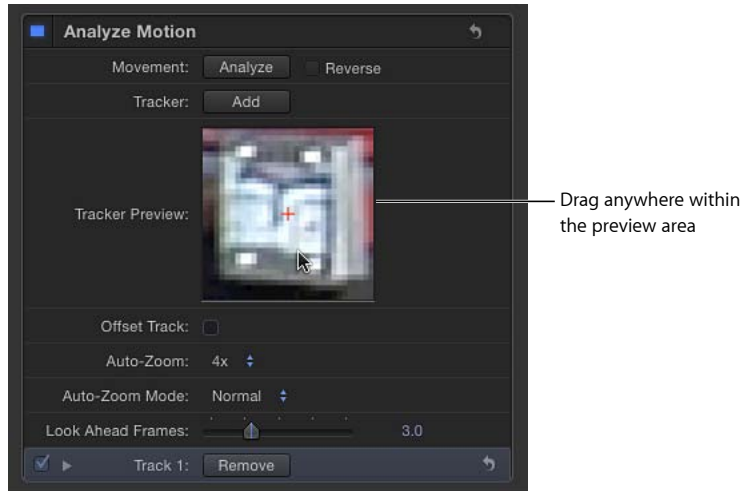 Analyze Motion
Movement: Analyze Reverse
Tracker: Add
Tracker Preview:
Drag anywhere within
the preview area
Offset Track:
Auto-Zoom: 4x
Auto-Zoom Mode: Normal
Look Ahead Frames: 3.0
Track 1: Remove